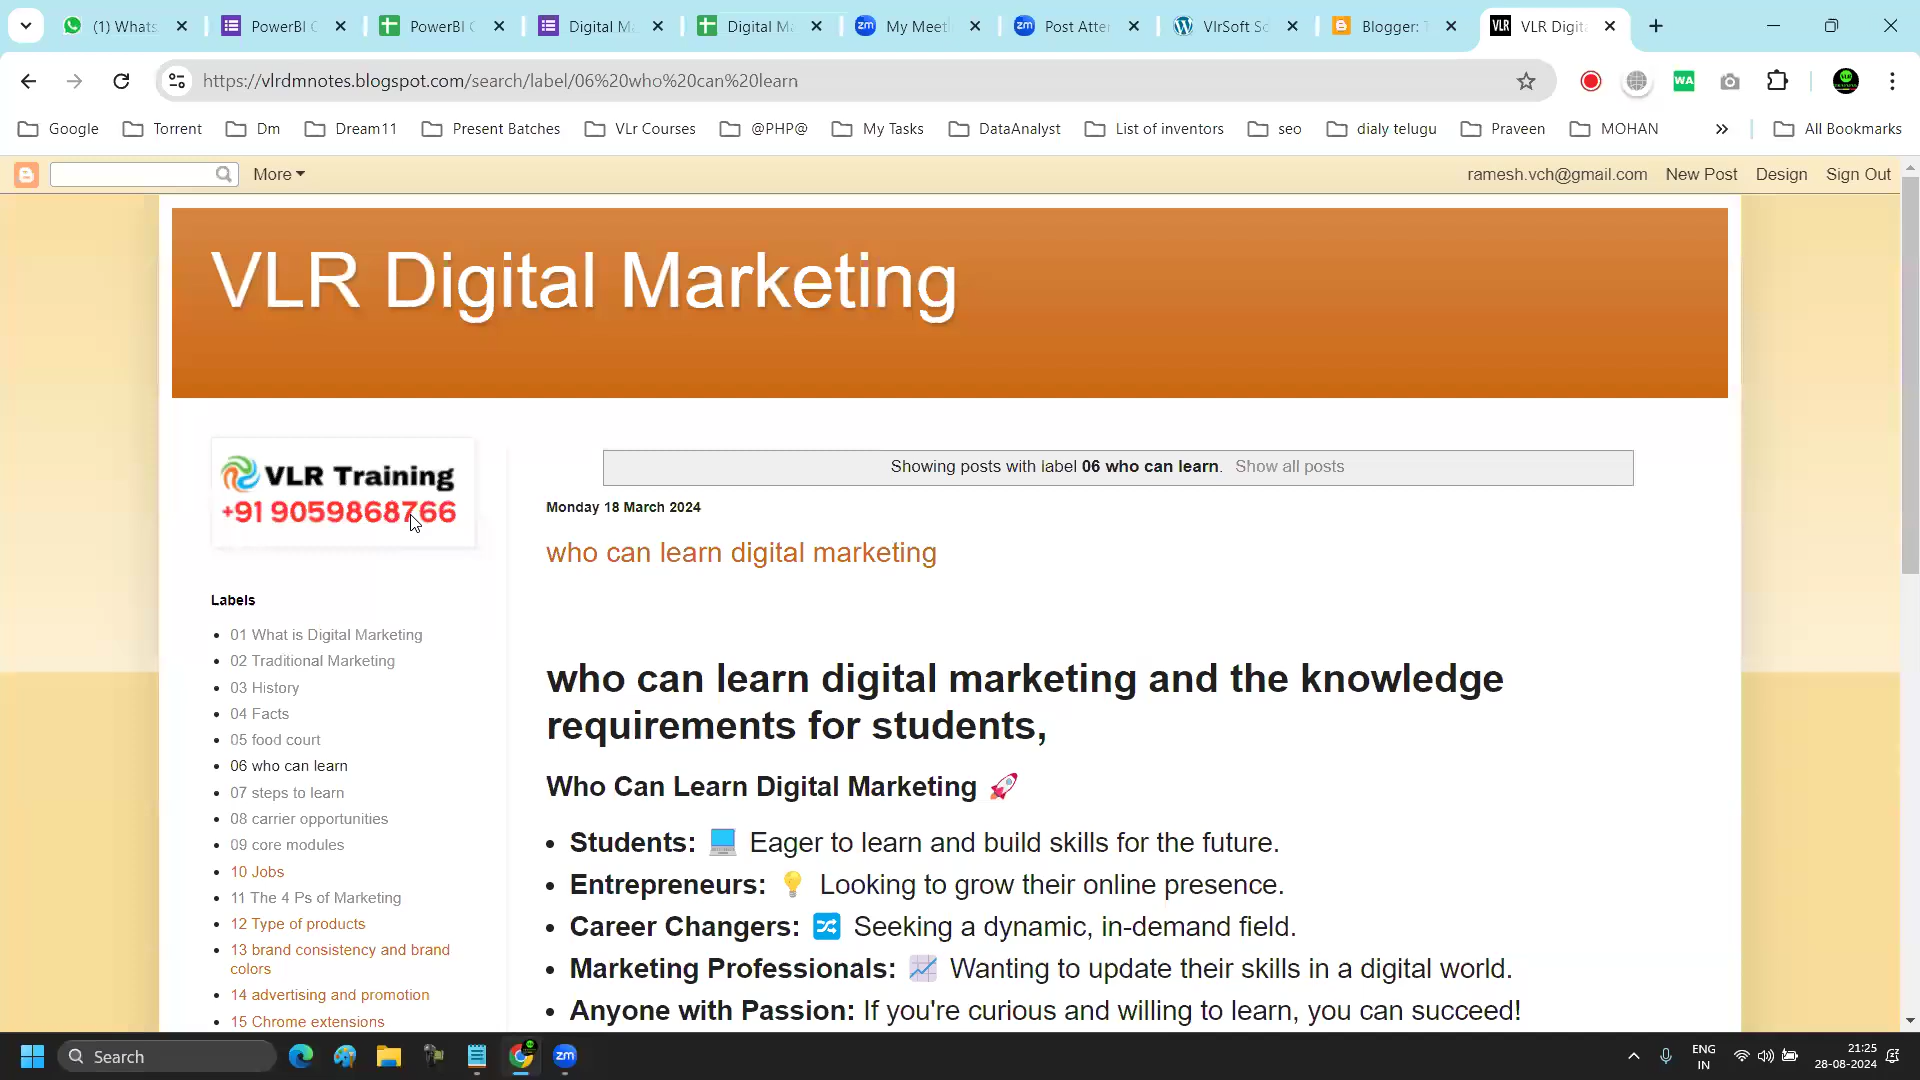 (1) Whats
PowerBI
PowerBI
Digital M
Digital M
My Meet
Post Atte
VlrSoft So
Blogger:
VLR Digit
https://vlrdmnotes.blogspot.com/search/label/06%20who%20can%20learn
WA
Google
Torrent
Dm
Dream11
Present Batches
VLr Courses
@PHP@
My Tasks
DataAnalyst
List of inventors
seo
dialy telugu
Praveen
MOHAN
All Bookmarks
More
ramesh.vch@gmail.com
New Post
Design
Sign Out
VLR Digital Marketing
VLR Training
+91 9059868766
Showing posts with label 06 who can learn. Show all posts
Monday 18 March 2024
who can learn digital marketing
Labels
01 What is Digital Marketing
02 Traditional Marketing
03 History
04 Facts
05 food court
06 who can learn
07 steps to learn
08 carrier opportunities
09 core modules
10 Jobs
11 The 4 Ps of Marketing
12 Type of products
13 brand consistency and brand
colors
14 advertising and promotion
15 Chrome extensions
who can learn digital marketing and the knowledge
requirements for students,
Who Can Learn Digital Marketing 🚀
• Students: 💻 Eager to learn and build skills for the future.
• Entrepreneurs: 💡 Looking to grow their online presence.
• Career Changers: 🔀 Seeking a dynamic, in-demand field.
• Marketing Professionals: 📈 Wanting to update their skills in a digital world.
• Anyone with Passion: If you're curious and willing to learn, you can succeed!
Search
zm
ENG
IN
21:25
28-08-2024